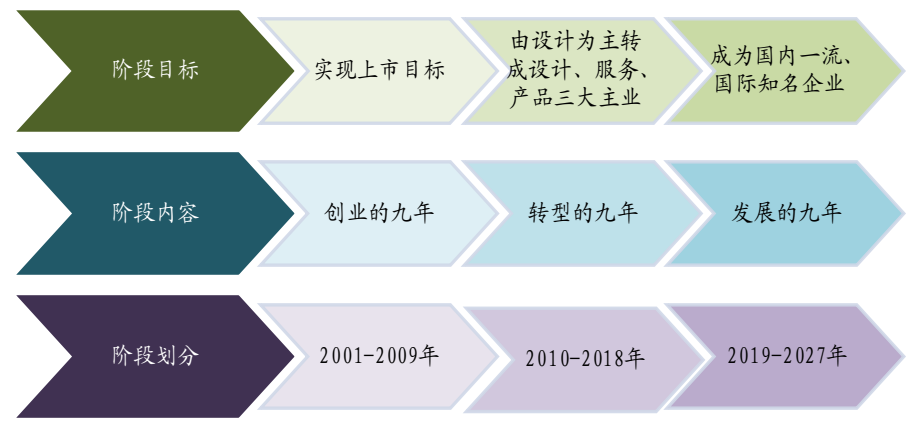 阶段目标
实现上市目标
由设计为主转
成设计、服务、
产品三大主业
成为国内一流、
国际知名企业
阶段内容
创业的九年
转型的九年
发展的九年
阶段划分
2001-2009年
2010-2018年
2019-2027年